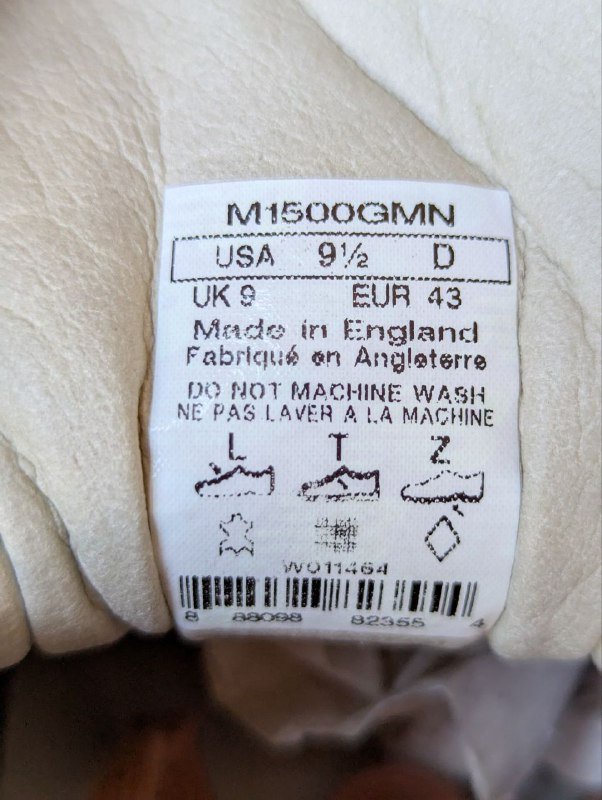 M1500GMN
USA 9½ D
UK 9 EUR 43
Made in England
Fabriqué en Angleterre
DO NOT MACHINE WASH
NE PAS LAVER A LA MACHINE
L T Z
W011464
8 88098 82355 4